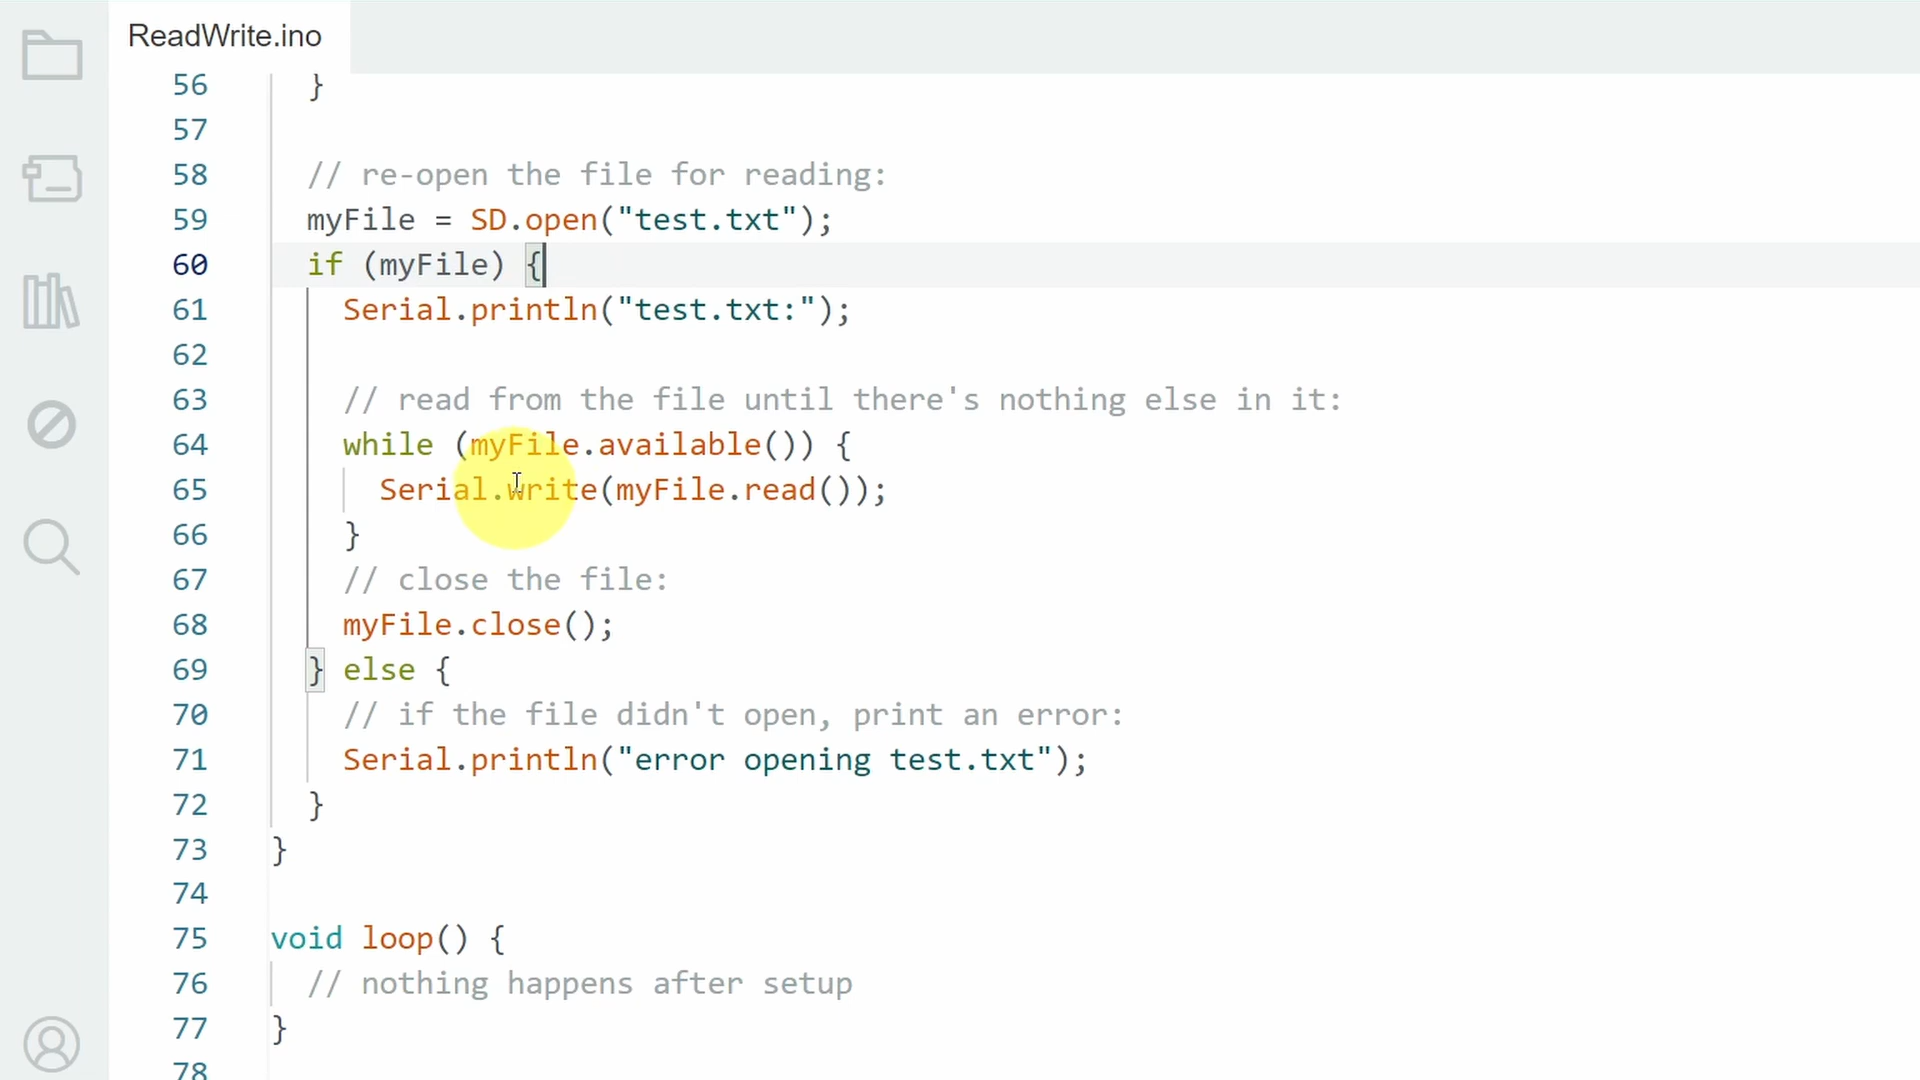 ReadWrite.ino
56   }
57
58   // re-open the file for reading:
59   myFile = SD.open("test.txt");
60   if (myFile) {
61     Serial.println("test.txt:");
62
63     // read from the file until there's nothing else in it:
64     while (myFile.available()) {
65       Serial.write(myFile.read());
66     }
67     // close the file:
68     myFile.close();
69   } else {
70     // if the file didn't open, print an error:
71     Serial.println("error opening test.txt");
72   }
73 }
74
75 void loop() {
76   // nothing happens after setup
77 }
78